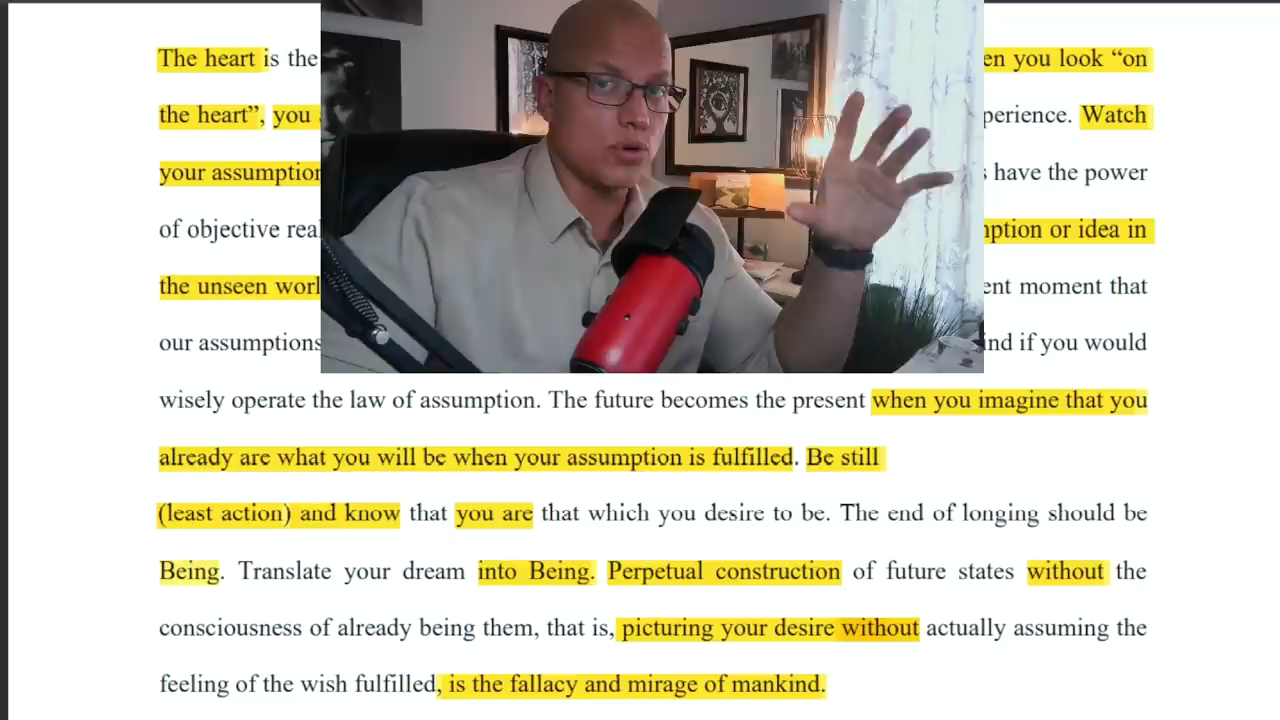 The heart is the en you look “on
the heart”, you perience. Watch
your assumption have the power
of objective real ption or idea in
the unseen worl ent moment that
our assumptions ind if you would
wisely operate the law of assumption. The future becomes the present when you imagine that you
already are what you will be when your assumption is fulfilled. Be still
(least action) and know that you are that which you desire to be. The end of longing should be
Being. Translate your dream into Being. Perpetual construction of future states without the
consciousness of already being them, that is, picturing your desire without actually assuming the
feeling of the wish fulfilled, is the fallacy and mirage of mankind.